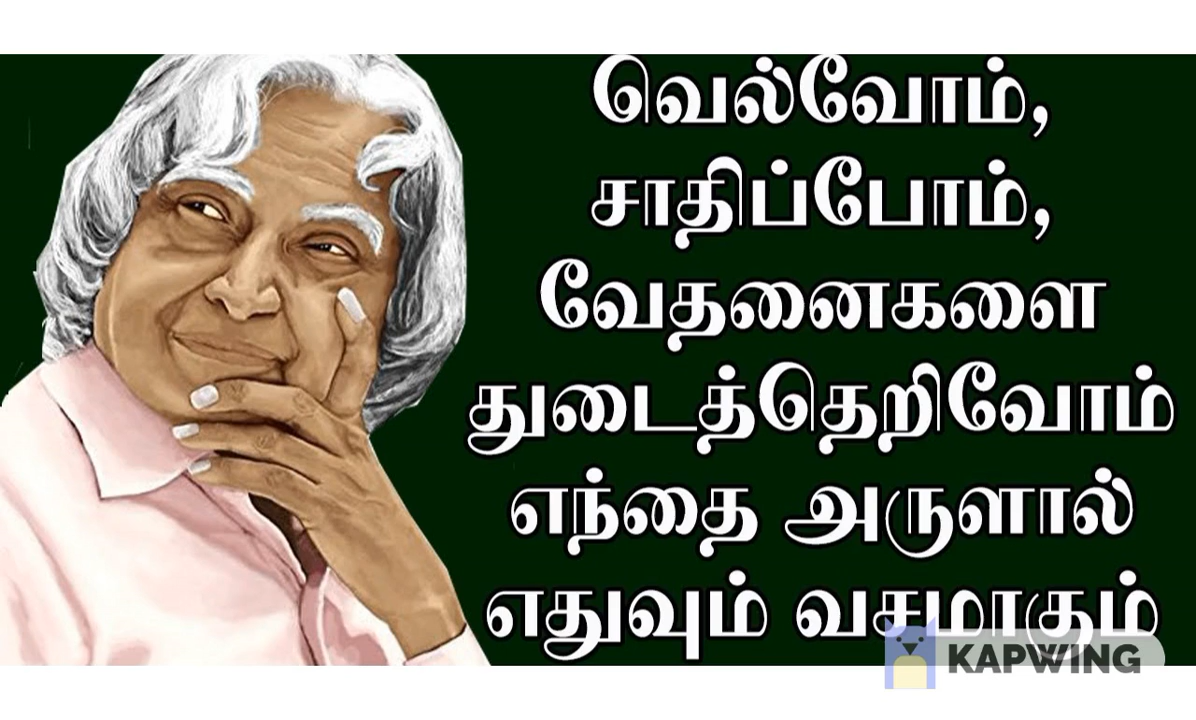 வெல்வோம்,
சாதிப்போம்,
வேதனைகளை
துடைத்தெறிவோம்
எந்தை அருளால்
எதுவும் வசமாகும்
KAPWING